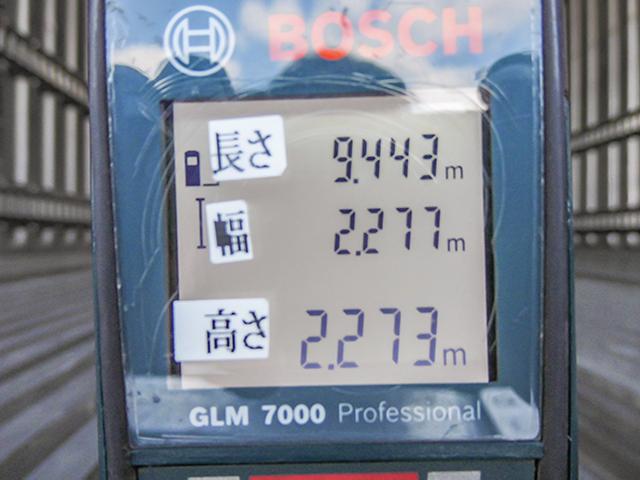 BOSCH
長さ 9.443 m
幅 2.277 m
高さ 2.273 m
GLM 7000 Professional